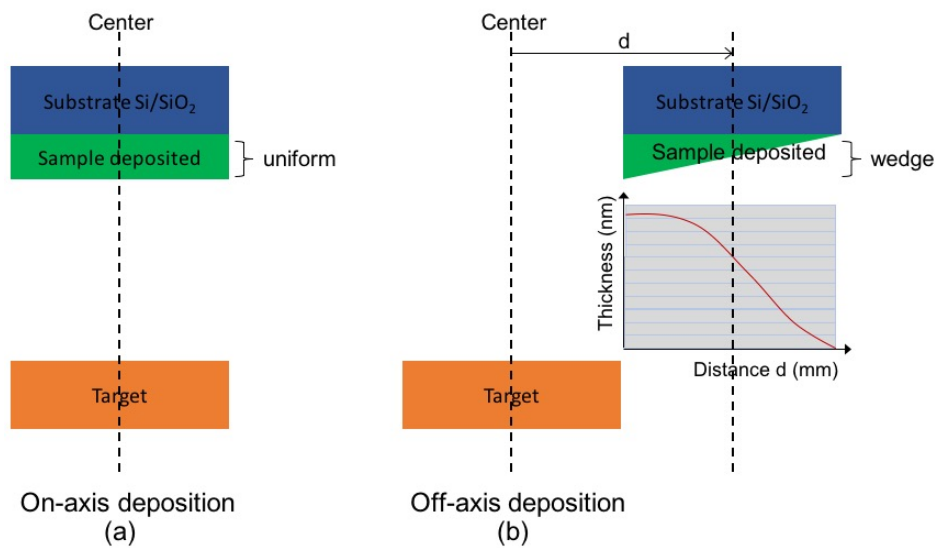 Center
Substrate Si/SiO₂
Sample deposited
uniform
Target
On-axis deposition
(a)
Center
d
Substrate Si/SiO₂
Sample deposited
wedge
Thickness (nm)
Distance d (mm)
Target
Off-axis deposition
(b)